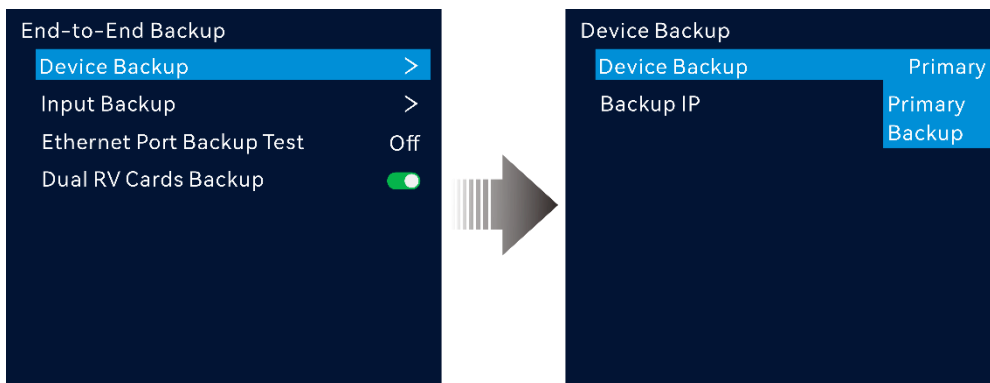 End-to-End Backup
Device Backup >
Input Backup >
Ethernet Port Backup Test Off
Dual RV Cards Backup
Device Backup
Device Backup Primary
Backup IP Primary
Backup